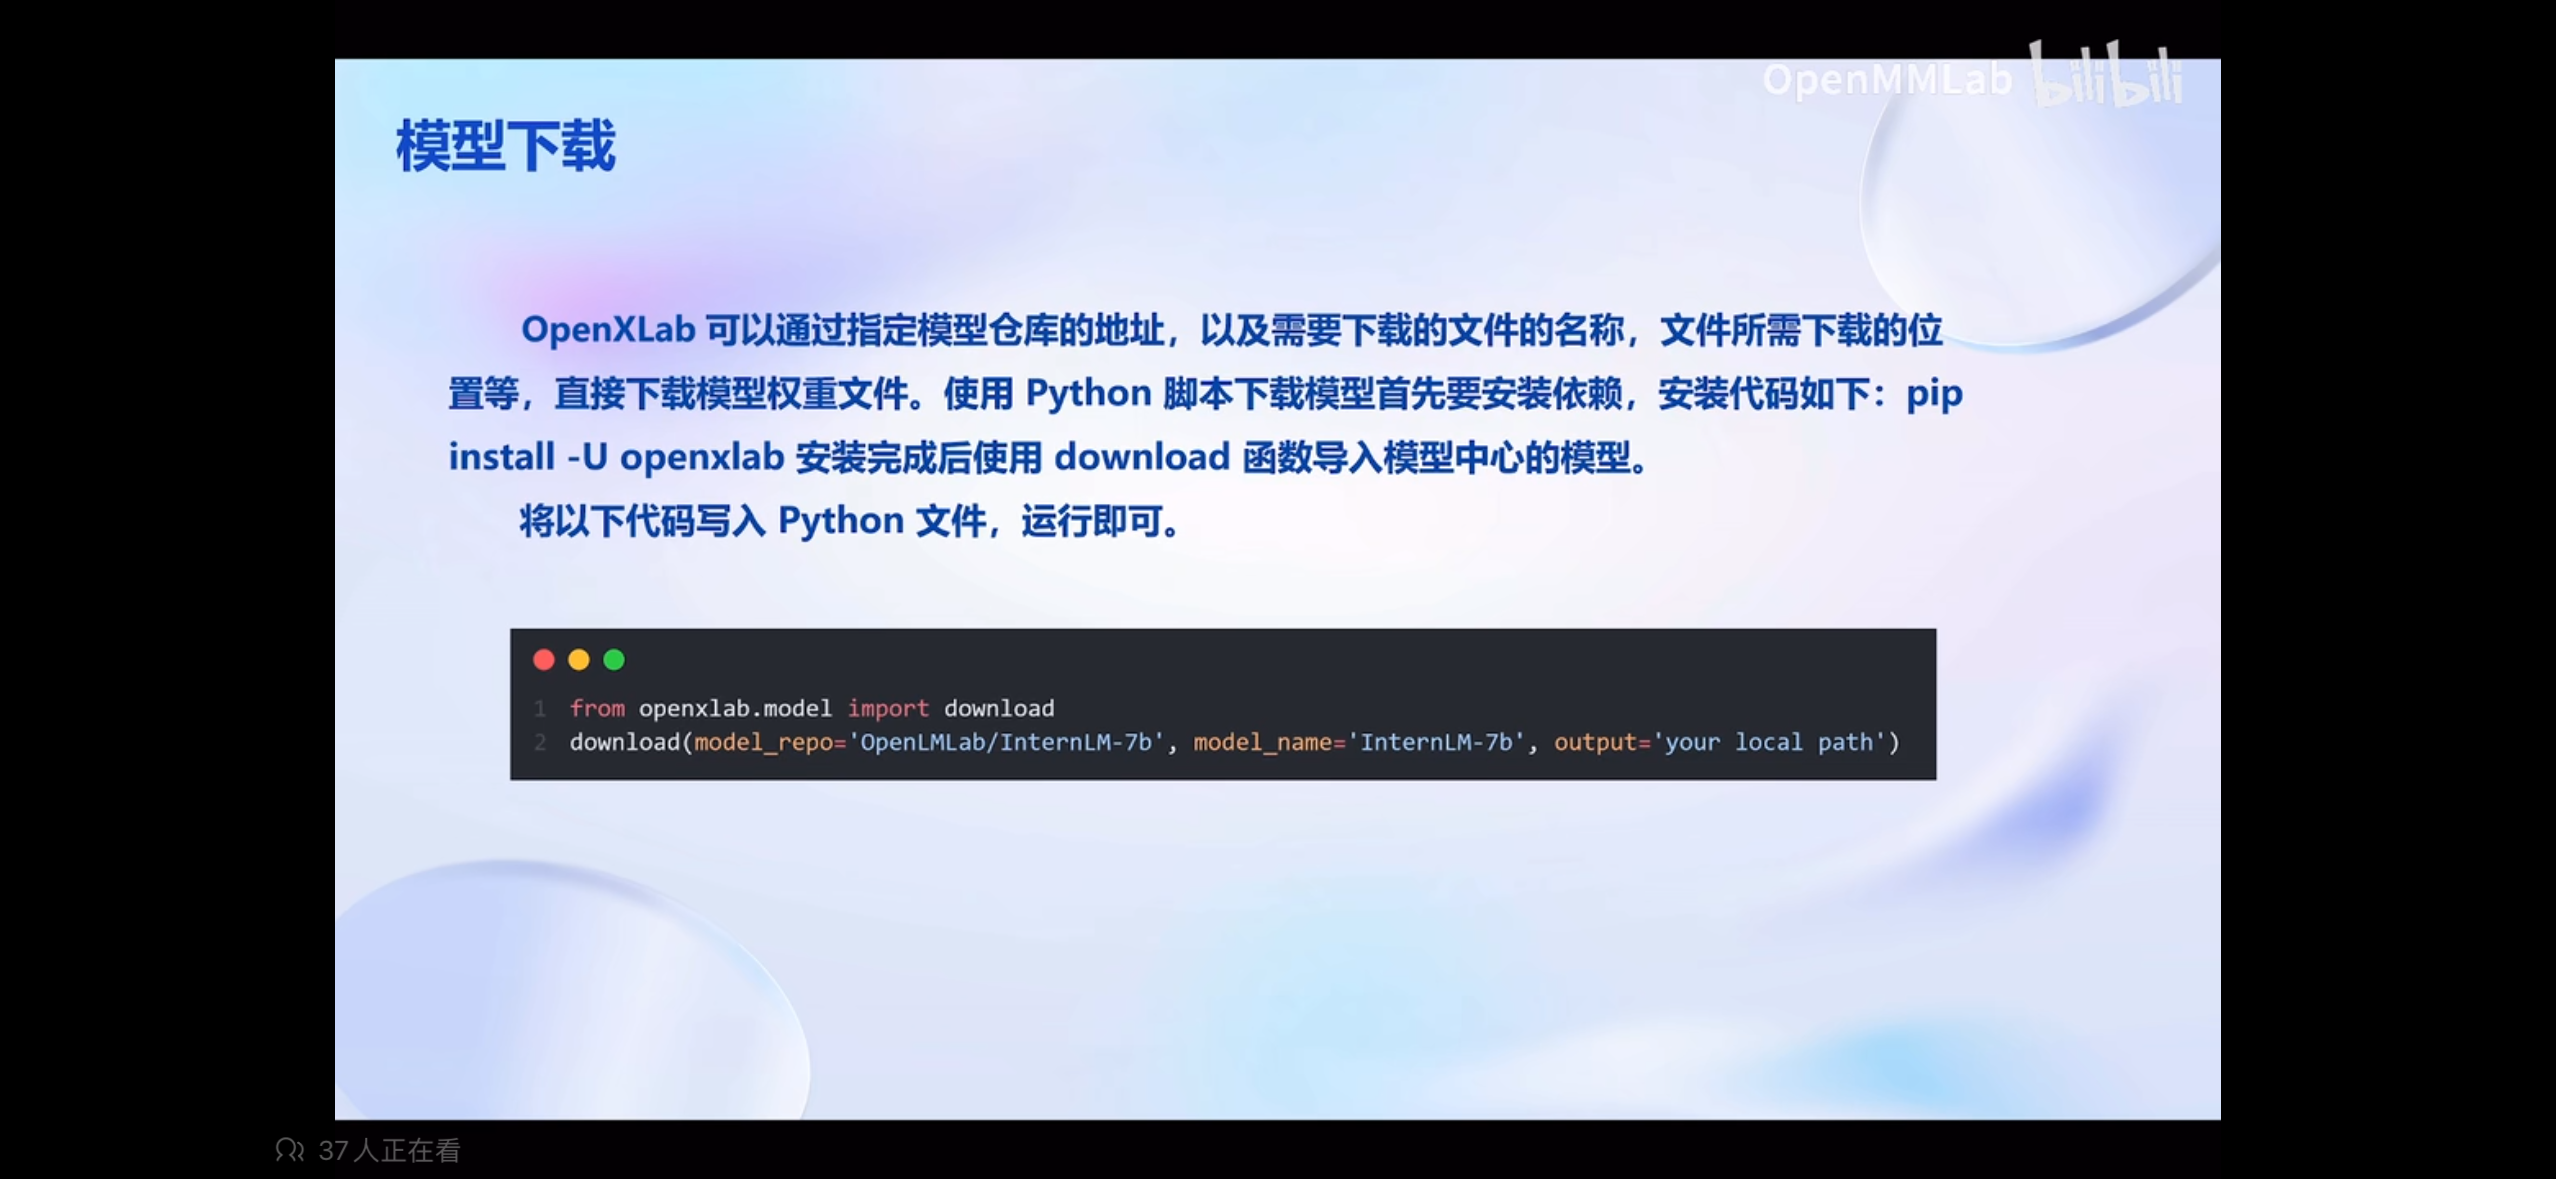 OpenMMLab bilibili
模型下载
OpenXLab 可以通过指定模型仓库的地址，以及需要下载的文件的名称，文件所需下载的位
置等，直接下载模型权重文件。使用 Python 脚本下载模型首先要安装依赖，安装代码如下：pip
install -U openxlab 安装完成后使用 download 函数导入模型中心的模型。
将以下代码写入 Python 文件，运行即可。
1 from openxlab.model import download
2 download(model_repo='OpenLMLab/InternLM-7b', model_name='InternLM-7b', output='your local path')
37人正在看